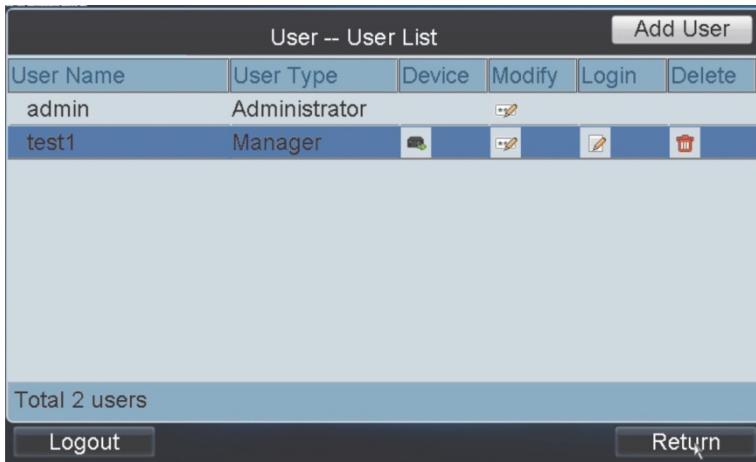 User -- User List
Add User
User Name User Type Device Modify Login Delete
admin Administrator
test1 Manager
Total 2 users
Logout Return